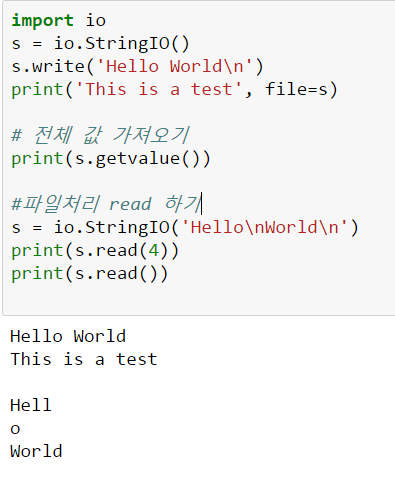 import io
s = io.StringIO()
s.write('Hello World\n')
print('This is a test', file=s)
# 전체 값 가져오기
print(s.getvalue())
#파일처리 read 하기
s = io.StringIO('Hello\nWorld\n')
print(s.read(4))
print(s.read())
Hello World
This is a test
Hell
o
World